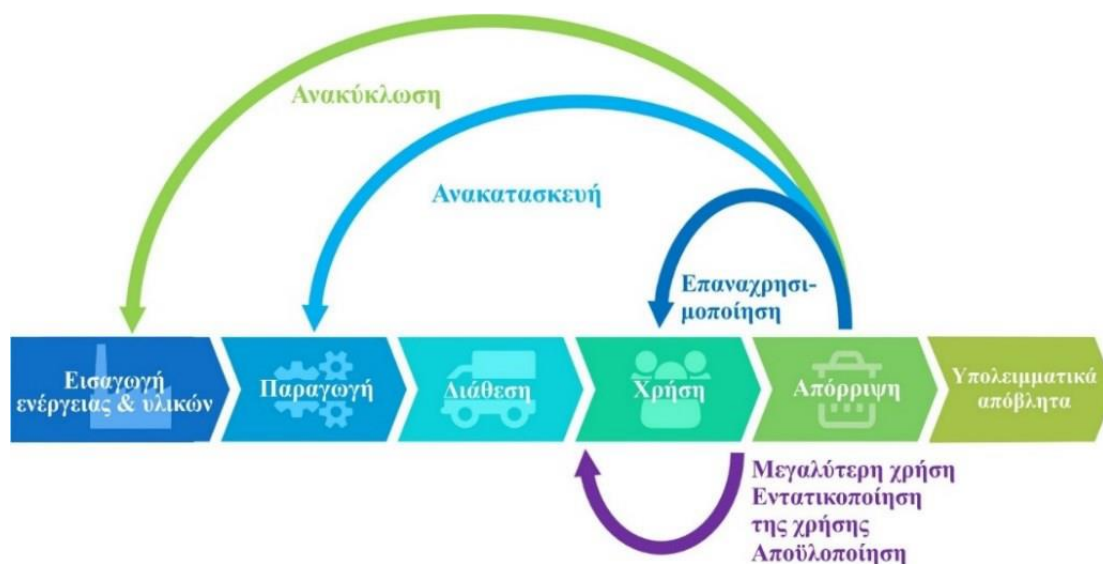 Ανακύκλωση
Ανακατασκευή
Επαναχρησι-
μοποίηση
Εισαγωγή
ενέργειας & υλικών
Παραγωγή
Διάθεση
Χρήση
Απόρριψη
Υπολειμματικά
απόβλητα
Μεγαλύτερη χρήση
Εντατικοποίηση
της χρήσης
Αποϋλοποίηση